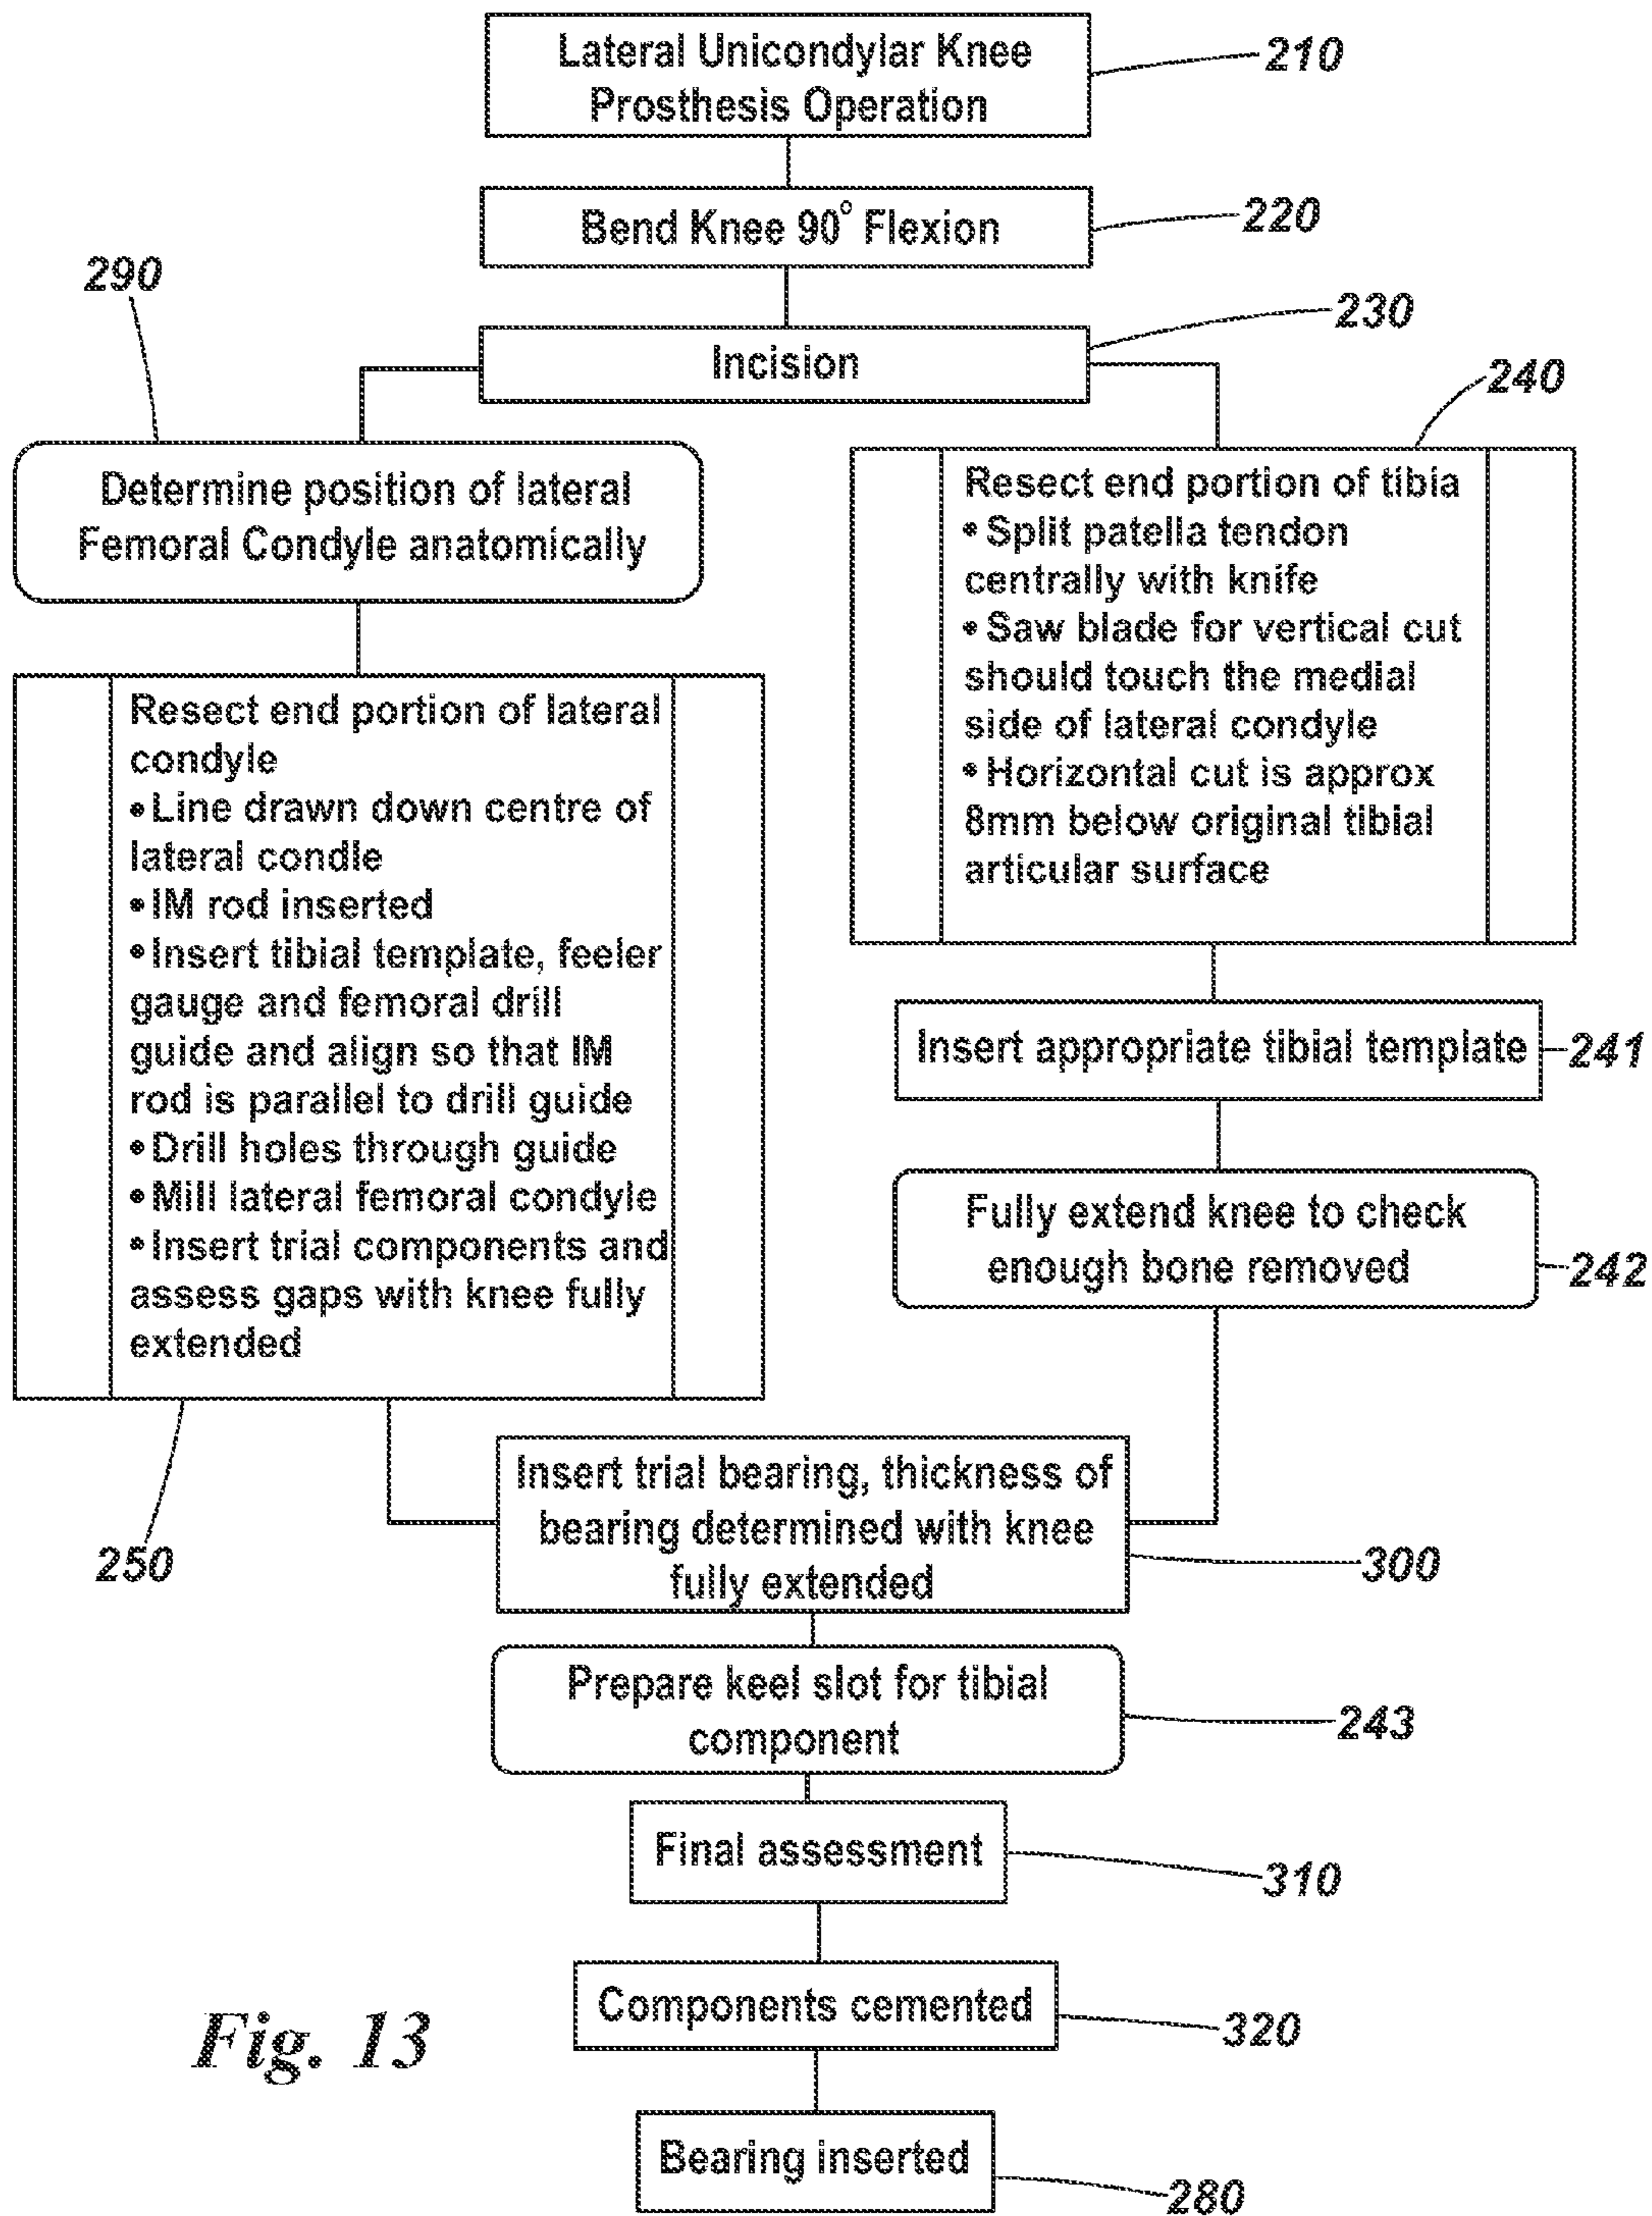 Lateral Unicondylar Knee
Prosthesis Operation
210
Bend Knee 90° Flexion
220
290
Incision
230
240
Determine position of lateral
Femoral Condyle anatomically
Resect end portion of tibia
• Split patella tendon
centrally with knife
• Saw blade for vertical cut
should touch the medial
side of lateral condyle
• Horizontal cut is approx
8mm below original tibial
articular surface
Resect end portion of lateral
condyle
• Line drawn down centre of
lateral condle
• IM rod inserted
• Insert tibial template, feeler
gauge and femoral drill
guide and align so that IM
rod is parallel to drill guide
• Drill holes through guide
• Mill lateral femoral condyle
• Insert trial components and
assess gaps with knee fully
extended
250
Insert appropriate tibial template
241
Fully extend knee to check
enough bone removed
242
Insert trial bearing, thickness of
bearing determined with knee
fully extended
300
Prepare keel slot for tibial
component
243
Final assessment
310
Components cemented
320
Bearing inserted
280
Fig. 13